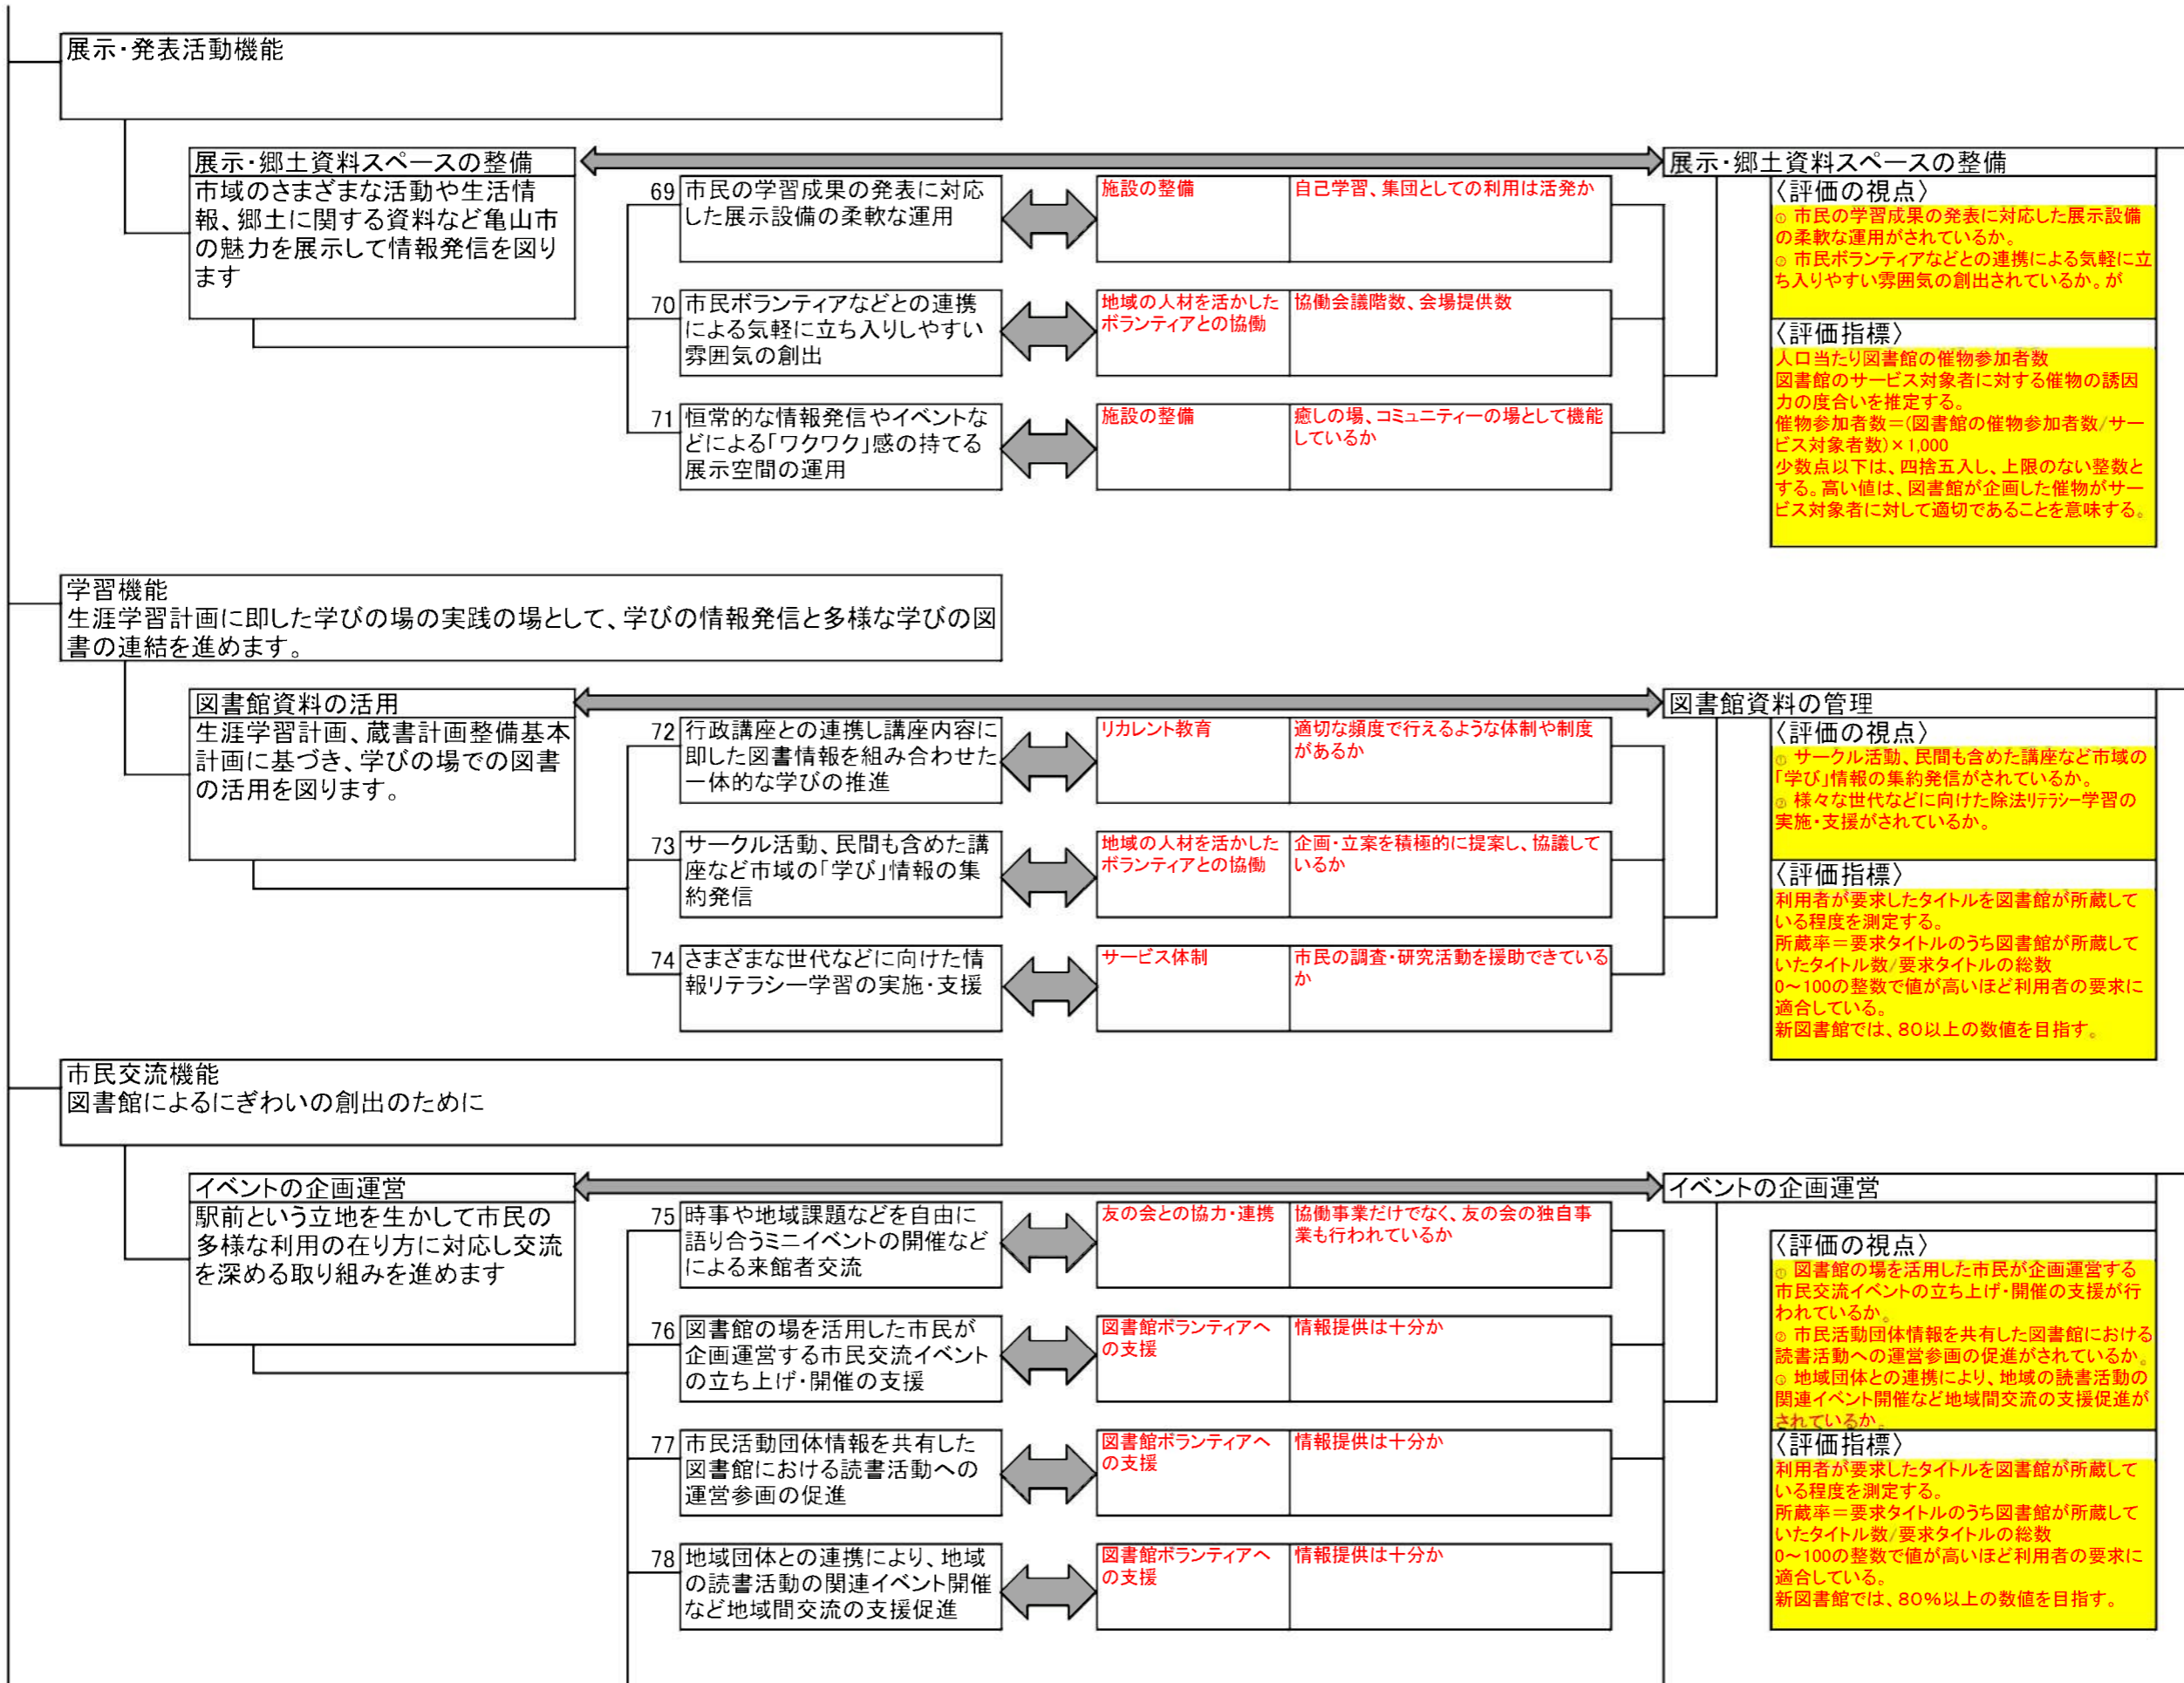 展示・発表活動機能
展示・郷土資料スペースの整備
市域のさまざまな活動や生活情
報、郷土に関する資料など亀山市
の魅力を展示して情報発信を図り
ます
69
市民の学習成果の発表に対応
した展示設備の柔軟な運用
施設の整備
自己学習、集団としての利用は活発か
70
市民ボランティアなどとの連携
による気軽に立ち入りしやすい
雰囲気の創出
地域の人材を活かした
ボランティアとの協働
協働会議階数、会場提供数
71
恒常的な情報発信やイベントな
どによる「ワクワク」感の持てる
展示空間の運用
施設の整備
癒しの場、コミュニティーの場として機能
しているか
展示・郷土資料スペースの整備
〈評価の視点〉
① 市民の学習成果の発表に対応した展示設備
の柔軟な運用がされているか。
② 市民ボランティアなどとの連携による気軽に立
ち入りやすい雰囲気の創出されているか。が
〈評価指標〉
人口当たり図書館の催物参加者数
図書館のサービス対象者に対する催物の誘因
力の度合いを推定する。
催物参加者数＝(図書館の催物参加者数/サー
ビス対象者数)×1,000
少数点以下は、四捨五入し、上限のない整数と
する。高い値は、図書館が企画した催物がサー
ビス対象者に対して適切であることを意味する。
学習機能
生涯学習計画に即した学びの場の実践の場として、学びの情報発信と多様な学びの図
書の連結を進めます。
図書館資料の活用
生涯学習計画、蔵書計画整備基本
計画に基づき、学びの場での図書
の活用を図ります。
72
行政講座との連携し講座内容に
即した図書情報を組み合わせた
一体的な学びの推進
リカレント教育
適切な頻度で行えるような体制や制度
があるか
73
サークル活動、民間も含めた講
座など市域の「学び」情報の集
約発信
地域の人材を活かした
ボランティアとの協働
企画・立案を積極的に提案し、協議して
いるか
74
さまざまな世代などに向けた情
報リテラシー学習の実施・支援
サービス体制
市民の調査・研究活動を援助できている
か
図書館資料の管理
〈評価の視点〉
① サークル活動、民間も含めた講座など市域の
「学び」情報の集約発信がされているか。
② 様々な世代などに向けた除法リテラシー学習の
実施・支援がされているか。
〈評価指標〉
利用者が要求したタイトルを図書館が所蔵して
いる程度を測定する。
所蔵率＝要求タイトルのうち図書館が所蔵して
いたタイトル数/要求タイトルの総数
0～100の整数で値が高いほど利用者の要求に
適合している。
新図書館では、80以上の数値を目指す。
市民交流機能
図書館によるにぎわいの創出のために
イベントの企画運営
駅前という立地を生かして市民の
多様な利用の在り方に対応し交流
を深める取り組みを進めます
75
時事や地域課題などを自由に
語り合うミニイベントの開催など
による来館者交流
友の会との協力・連携
協働事業だけでなく、友の会の独自事
業も行われているか
76
図書館の場を活用した市民が
企画運営する市民交流イベント
の立ち上げ・開催の支援
図書館ボランティアへ
の支援
情報提供は十分か
77
市民活動団体情報を共有した
図書館における読書活動への
運営参画の促進
図書館ボランティアへ
の支援
情報提供は十分か
78
地域団体との連携により、地域
の読書活動の関連イベント開催
など地域間交流の支援促進
図書館ボランティアへ
の支援
情報提供は十分か
イベントの企画運営
〈評価の視点〉
① 図書館の場を活用した市民が企画運営する
市民交流イベントの立ち上げ・開催の支援が行
われているか。
② 市民活動団体情報を共有した図書館における
読書活動への運営参画の促進がされているか。
③ 地域団体との連携により、地域の読書活動の
関連イベント開催など地域間交流の支援促進が
されているか。
〈評価指標〉
利用者が要求したタイトルを図書館が所蔵して
いる程度を測定する。
所蔵率＝要求タイトルのうち図書館が所蔵して
いたタイトル数/要求タイトルの総数
0～100の整数で値が高いほど利用者の要求に
適合している。
新図書館では、80%以上の数値を目指す。